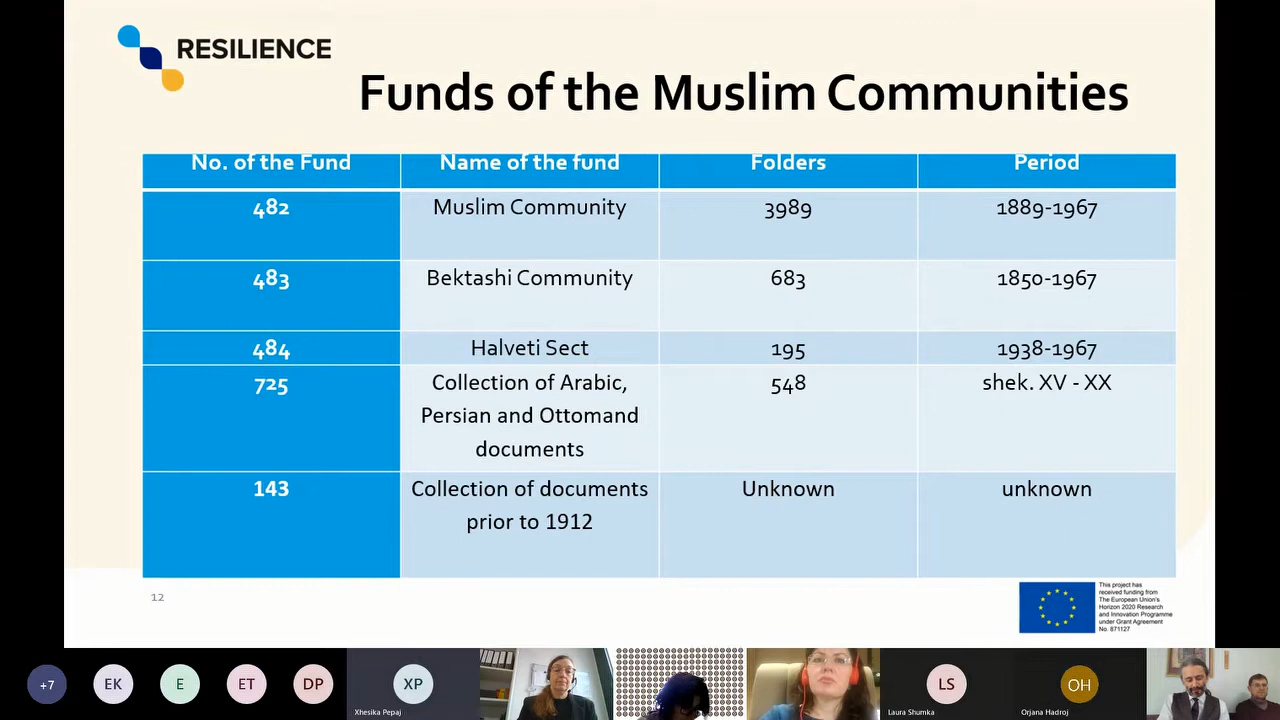 RESILIENCE
Funds of the Muslim Communities
No. of the Fund Name of the fund Folders Period
482 Muslim Community 3989 1889-1967
483 Bektashi Community 683 1850-1967
484 Halveti Sect 195 1938-1967
725 Collection of Arabic, 548 shek. XV - XX
Persian and Ottomand
documents
143 Collection of documents Unknown unknown
prior to 1912
12
This project has
received funding from
The European Union's
Horizon 2020 Research
and Innovation Programme
under Grant Agreement
No. 871127
+7 EK E ET DP XP LS OH
Xhesika Pepaj Laura Shumka Orjana Hadroj